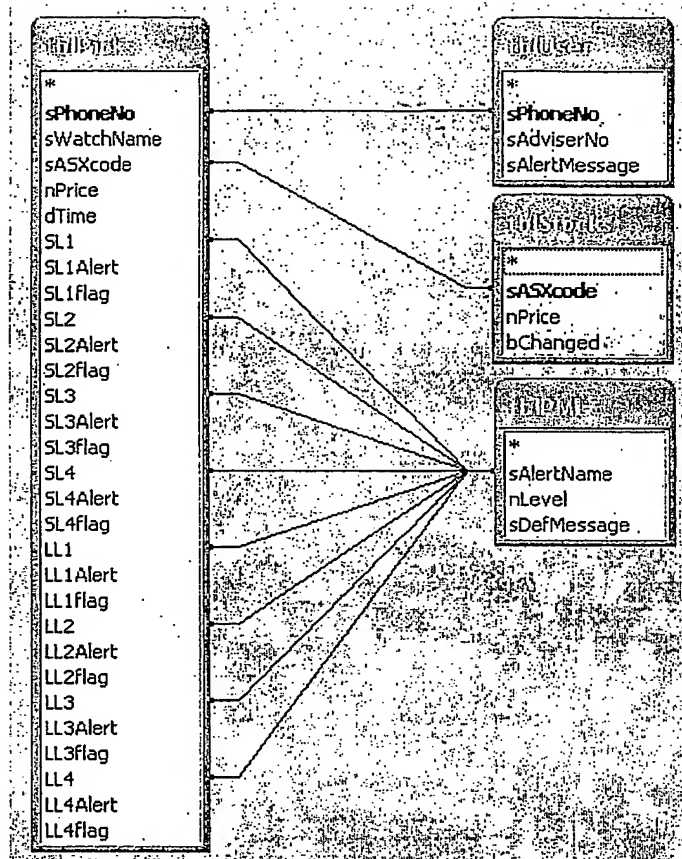 *
sPhoneNo
sWatchName
sASXcode
nPrice
dTime
SL1
SL1Alert
SL1flag
SL2
SL2Alert
SL2flag
SL3
SL3Alert
SL3flag
SL4
SL4Alert
SL4flag
LL1
LL1Alert
LL1flag
LL2
LL2Alert
LL2flag
LL3
LL3Alert
LL3flag
LL4
LL4Alert
LL4flag
tblUser
*
sPhoneNo
sAdviserNo
sAlertMessage
tblStocks
*
sASXcode
nPrice
bChanged
*
sAlertName
nLevel
sDefMessage